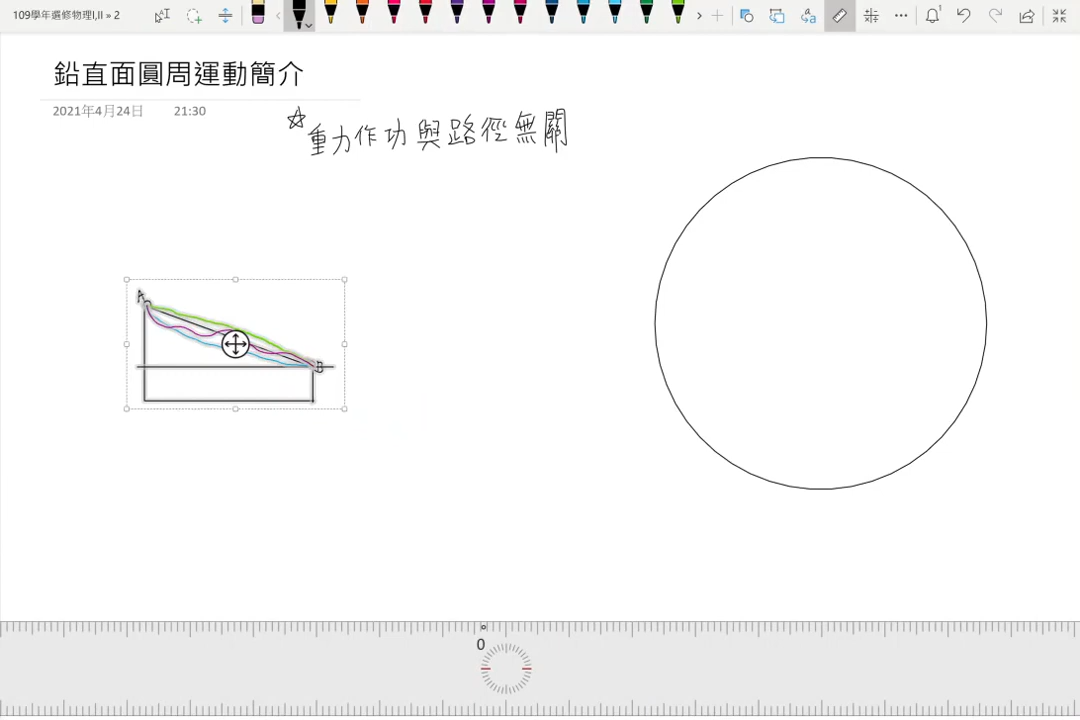 109學年選修物理I,II » 2
鉛直面圓周運動簡介
2021年4月24日 21:30
☆重力作功與路徑無關
A
B
0